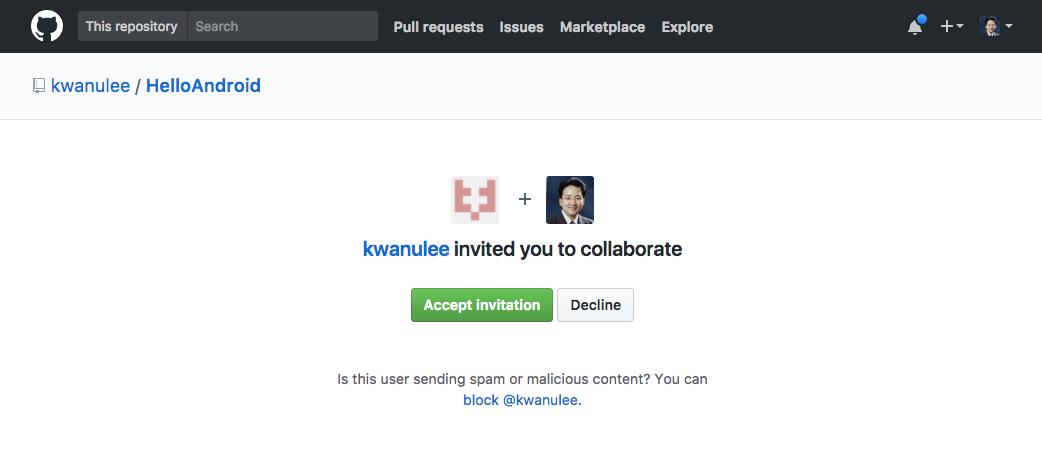 This repository Search Pull requests Issues Marketplace Explore
kwanulee / HelloAndroid
+
kwanulee invited you to collaborate
Accept invitation Decline
Is this user sending spam or malicious content? You can
block @kwanulee.